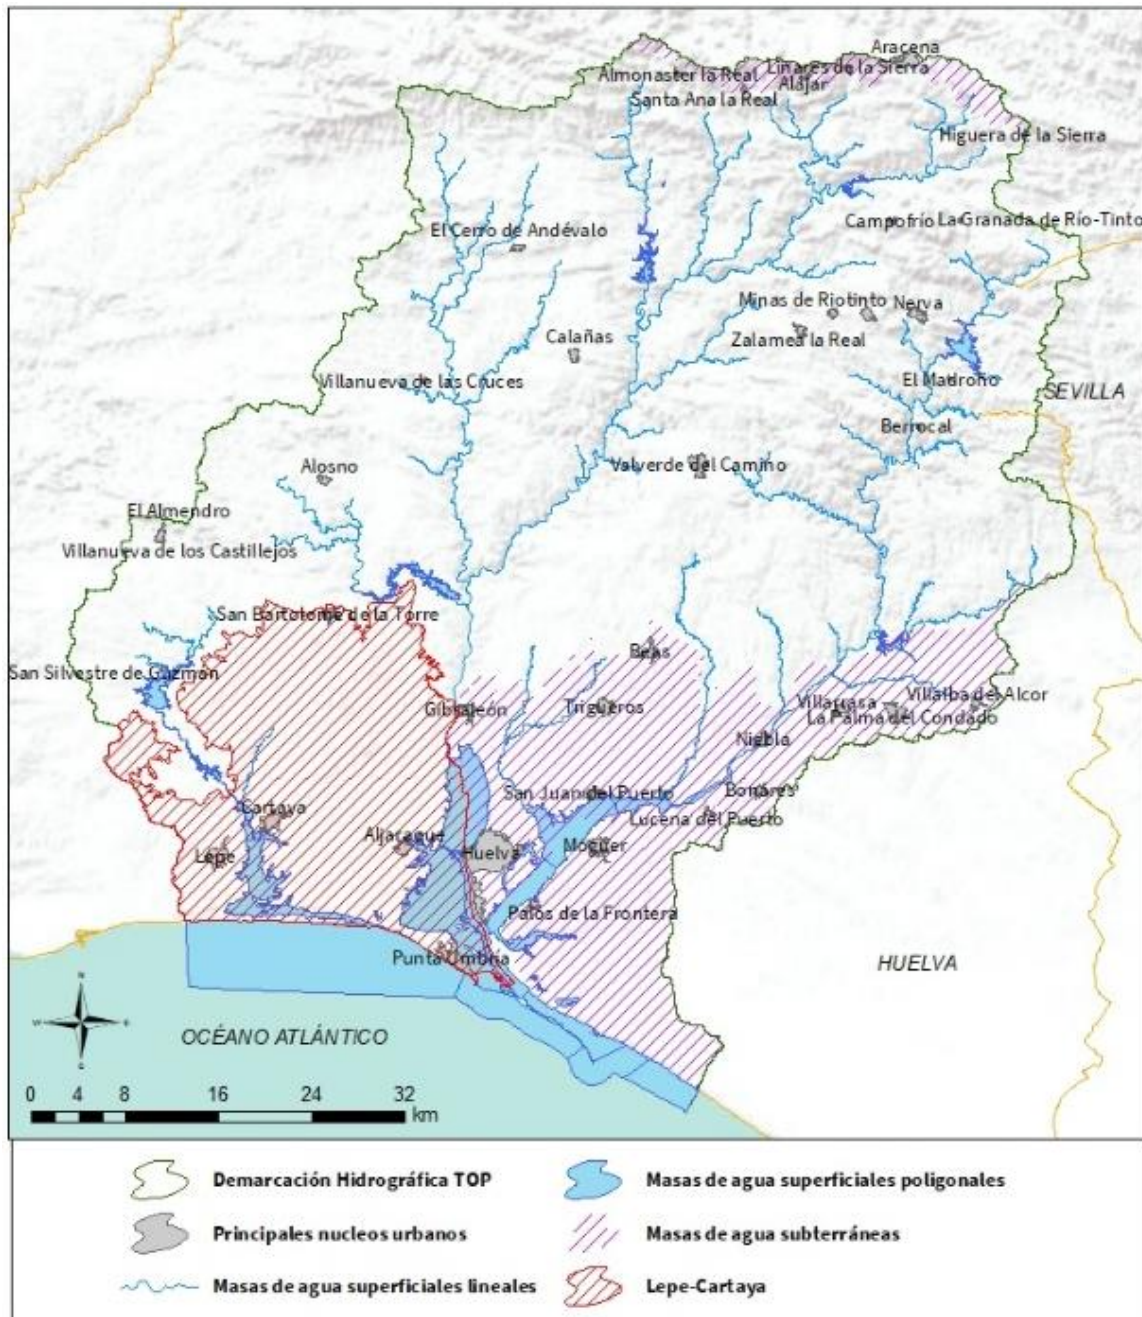 Aracena
Linares de la Sierra
Almonaster la Real
Alájar
Santa Ana la Real
Higuera de la Sierra
Campofrío
La Granada de Río-Tinto
El Cerro de Andévalo
Minas de Riotinto
Nerva
Calañas
Zalamea la Real
Villanueva de las Cruces
El Madroño
SEVILLA
Berrocal
Alosno
Valverde del Camino
El Almendro
Villanueva de los Castillejos
San Bartolomé de la Torre
San Silvestre de Guzmán
Beas
Gibraleón
Trigueros
Villarrasa
Villalba del Alcor
La Palma del Condado
Niebla
San Juan del Puerto
Bonares
Cartaya
Lucena del Puerto
Aljaraque
Huelva
Moguer
Lepe
Palos de la Frontera
Punta Umbría
HUELVA
OCÉANO ATLÁNTICO
N
W
E
S
0 4 8 16 24 32
km
Demarcación Hidrográfica TOP
Masas de agua superficiales poligonales
Principales nucleos urbanos
Masas de agua subterráneas
Masas de agua superficiales lineales
Lepe-Cartaya